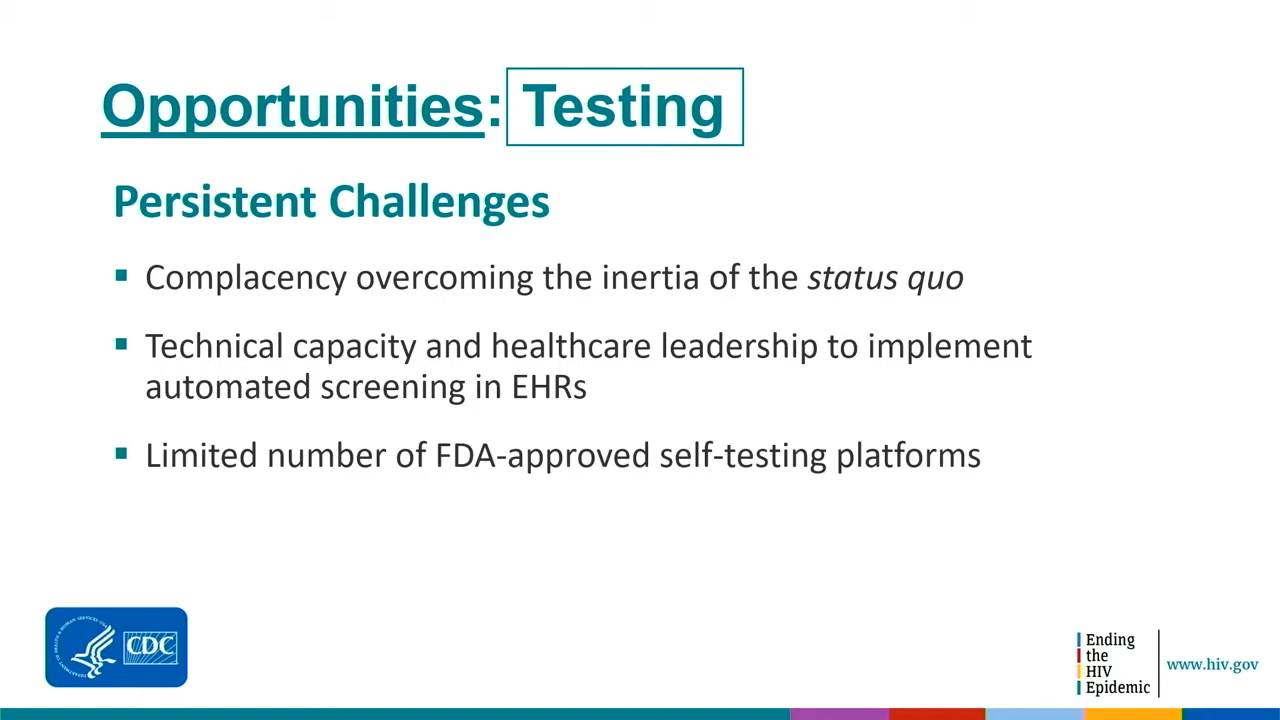 Opportunities: Testing
Persistent Challenges
▪ Complacency overcoming the inertia of the status quo
▪ Technical capacity and healthcare leadership to implement
automated screening in EHRs
▪ Limited number of FDA-approved self-testing platforms
CDC
Ending
the
HIV
Epidemic
www.hiv.gov